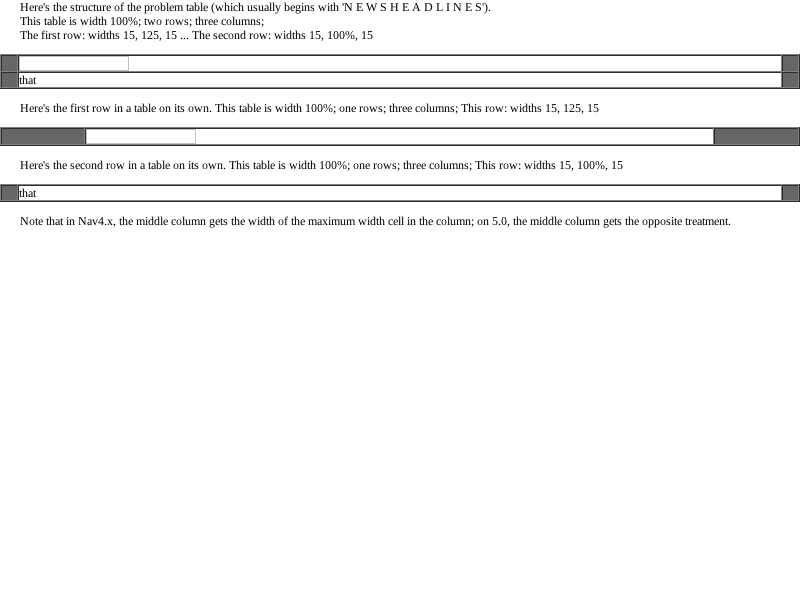 Here's the structure of the problem table (which usually begins with 'N E W S H E A D L I N E S').
This table is width 100%; two rows; three columns;
The first row: widths 15, 125, 15 ... The second row: widths 15, 100%, 15
that
Here's the first row in a table on its own. This table is width 100%; one rows; three columns; This row: widths 15, 125, 15
Here's the second row in a table on its own. This table is width 100%; one rows; three columns; This row: widths 15, 100%, 15
that
Note that in Nav4.x, the middle column gets the width of the maximum width cell in the column; on 5.0, the middle column gets the opposite treatment.